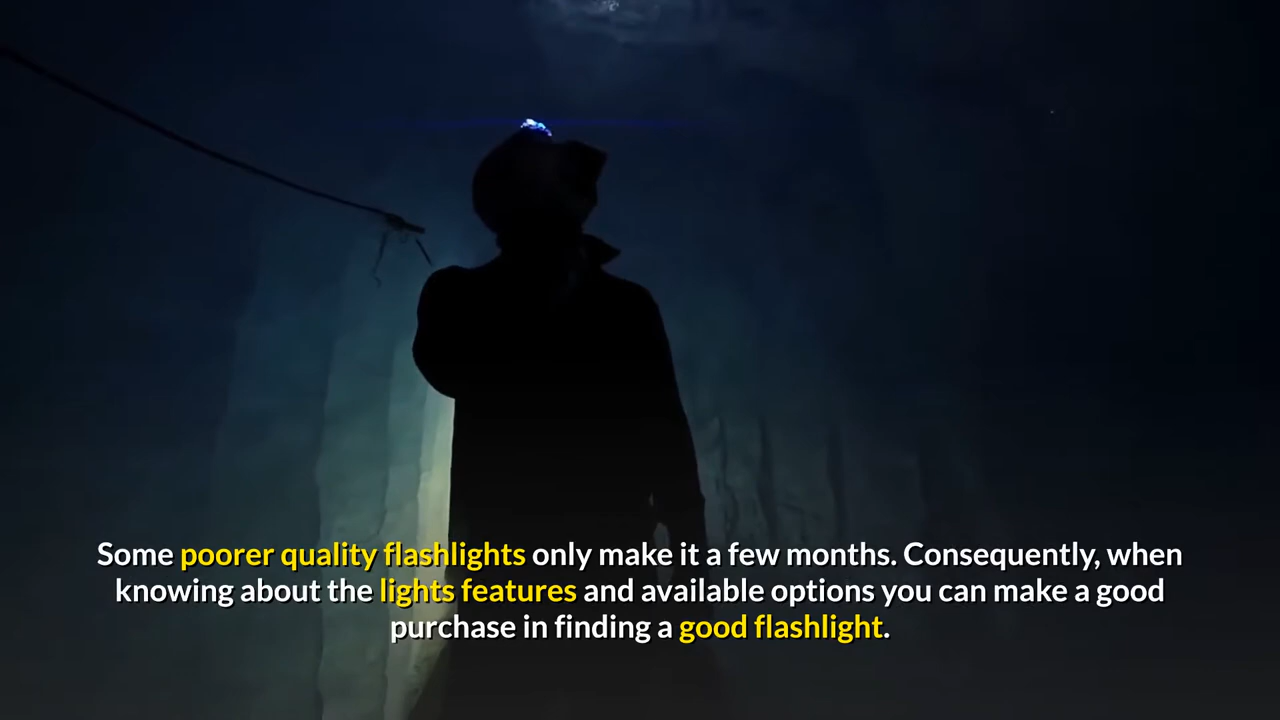 Some poorer quality flashlights only make it a few months. Consequently, when
knowing about the lights features and available options you can make a good
purchase in finding a good flashlight.